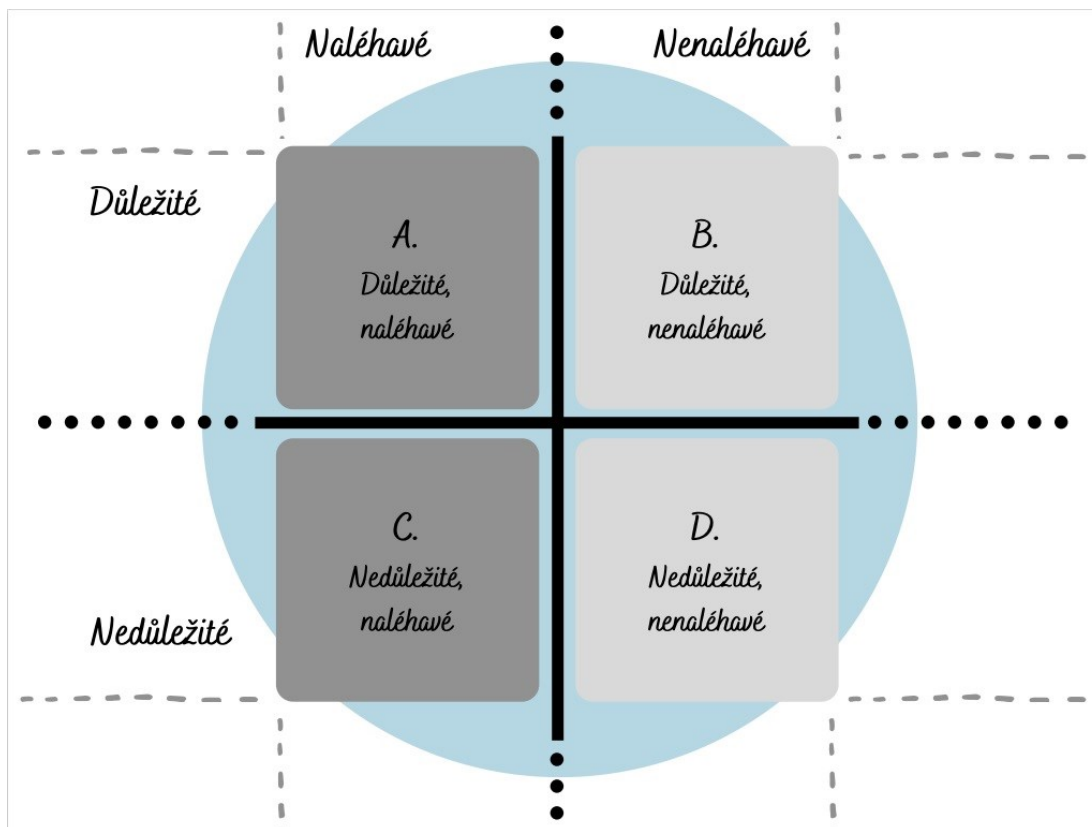 Naléhavé
Nenaléhavé
Důležité
A.
Důležité,
naléhavé
B.
Důležité,
nenaléhavé
Nedůležité
C.
Nedůležité,
naléhavé
D.
Nedůležité,
nenaléhavé